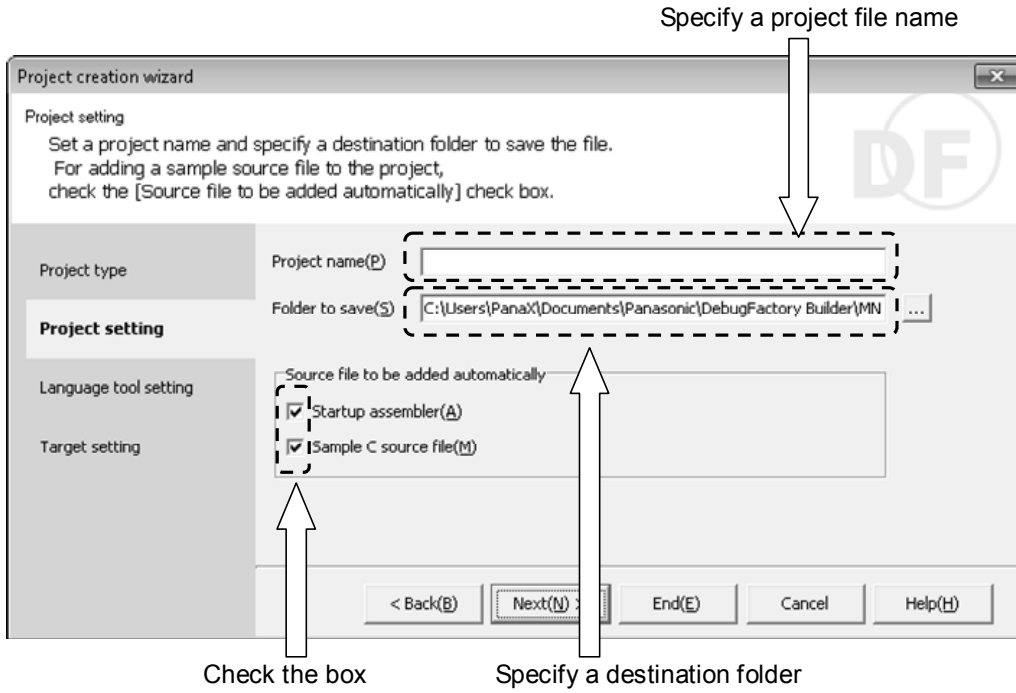 Specify a project file name
Project creation wizard
Project setting
Set a project name and specify a destination folder to save the file.
For adding a sample source file to the project,
check the [Source file to be added automatically] check box.
DF
Project type
Project setting
Language tool setting
Target setting
Project name(P)
Folder to save(S) C:\Users\PanaX\Documents\Panasonic\DebugFactory Builder\MN ...
Source file to be added automatically
Startup assembler(A)
Sample C source file(M)
< Back(B) Next(N) > End(E) Cancel Help(H)
Check the box Specify a destination folder